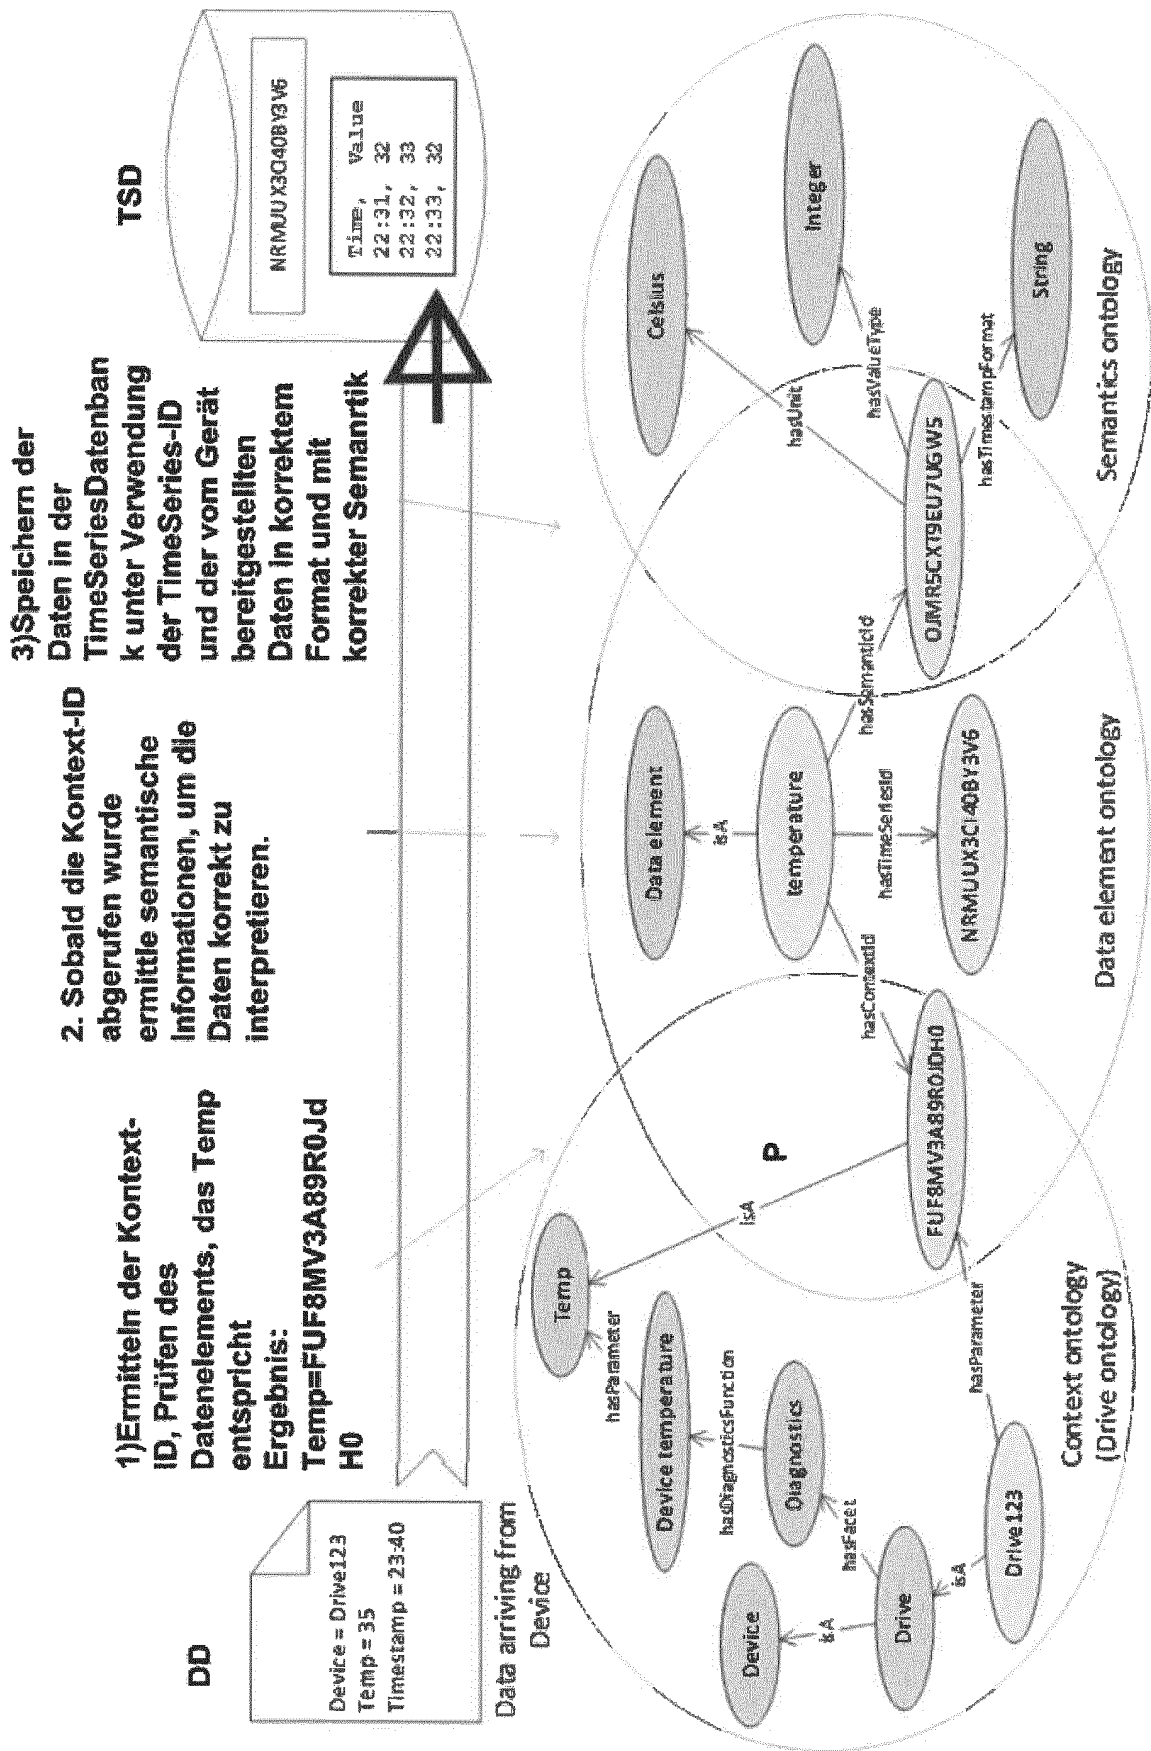 DD
Device = Drive123
Temp = 35
Timestamp = 23:40
Data arriving from
Device
1)Ermitteln der Kontext-
ID, Prüfen des
Datenelements, das Temp
entspricht
Ergebnis:
Temp=FUF8MV3A89R0Jd
H0
2. Sobald die Kontext-ID
abgerufen wurde
ermittle semantische
Informationen, um die
Daten korrekt zu
interpretieren.
3)Speichern der
Daten in der
TimeSeriesDatenban
k unter Verwendung
der TimeSeries-ID
und der vom Gerät
bereitgestellten
Daten in korrektem
Format und mit
korrekter Semantik
TSD
Time, Value
22:31, 32
22:32, 33
22:33, 32
Temp
hasParameter
Device temperature
hasDiagnosticsFunction
Diagnostics
hasFacet
Device
isA
Drive
isA
Drive123
hasParameter
isA
P
FUF8MV3A89R0JDH0
Context ontology
(Drive ontology)
Data element
isA
temperature
hasContextId
hasTimeSeriesId
hasSemanticId
Data element ontology
OJMR5CXT9EU7UGW5
hasUnit
Celsius
hasValueType
Integer
hasTimestampFormat
String
Semantics ontology